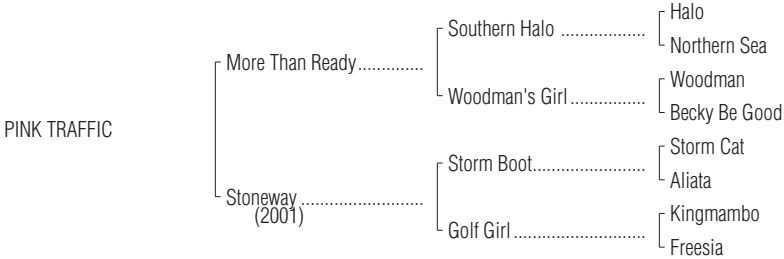 Halo
Southern Halo ....................
Northern Sea
More Than Ready..............
Woodman
Woodman's Girl ................
Becky Be Good
PINK TRAFFIC
Storm Cat
Storm Boot..........................
Aliata
Stoneway ..........................
(2001)
Kingmambo
Golf Girl ..............................
Freesia